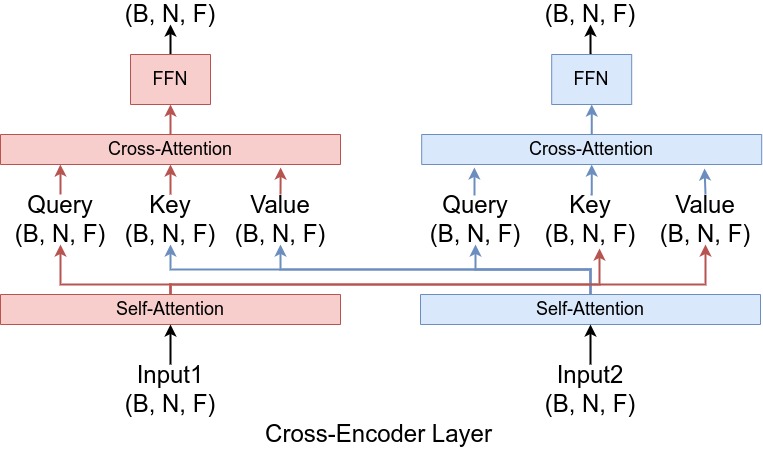 (B, N, F)
(B, N, F)
FFN
FFN
Cross-Attention
Cross-Attention
Query
Key
Value
Query
Key
Value
(B, N, F)
(B, N, F)
(B, N, F)
(B, N, F)
(B, N, F)
(B, N, F)
Self-Attention
Self-Attention
Input1
Input2
(B, N, F)
(B, N, F)
Cross-Encoder Layer